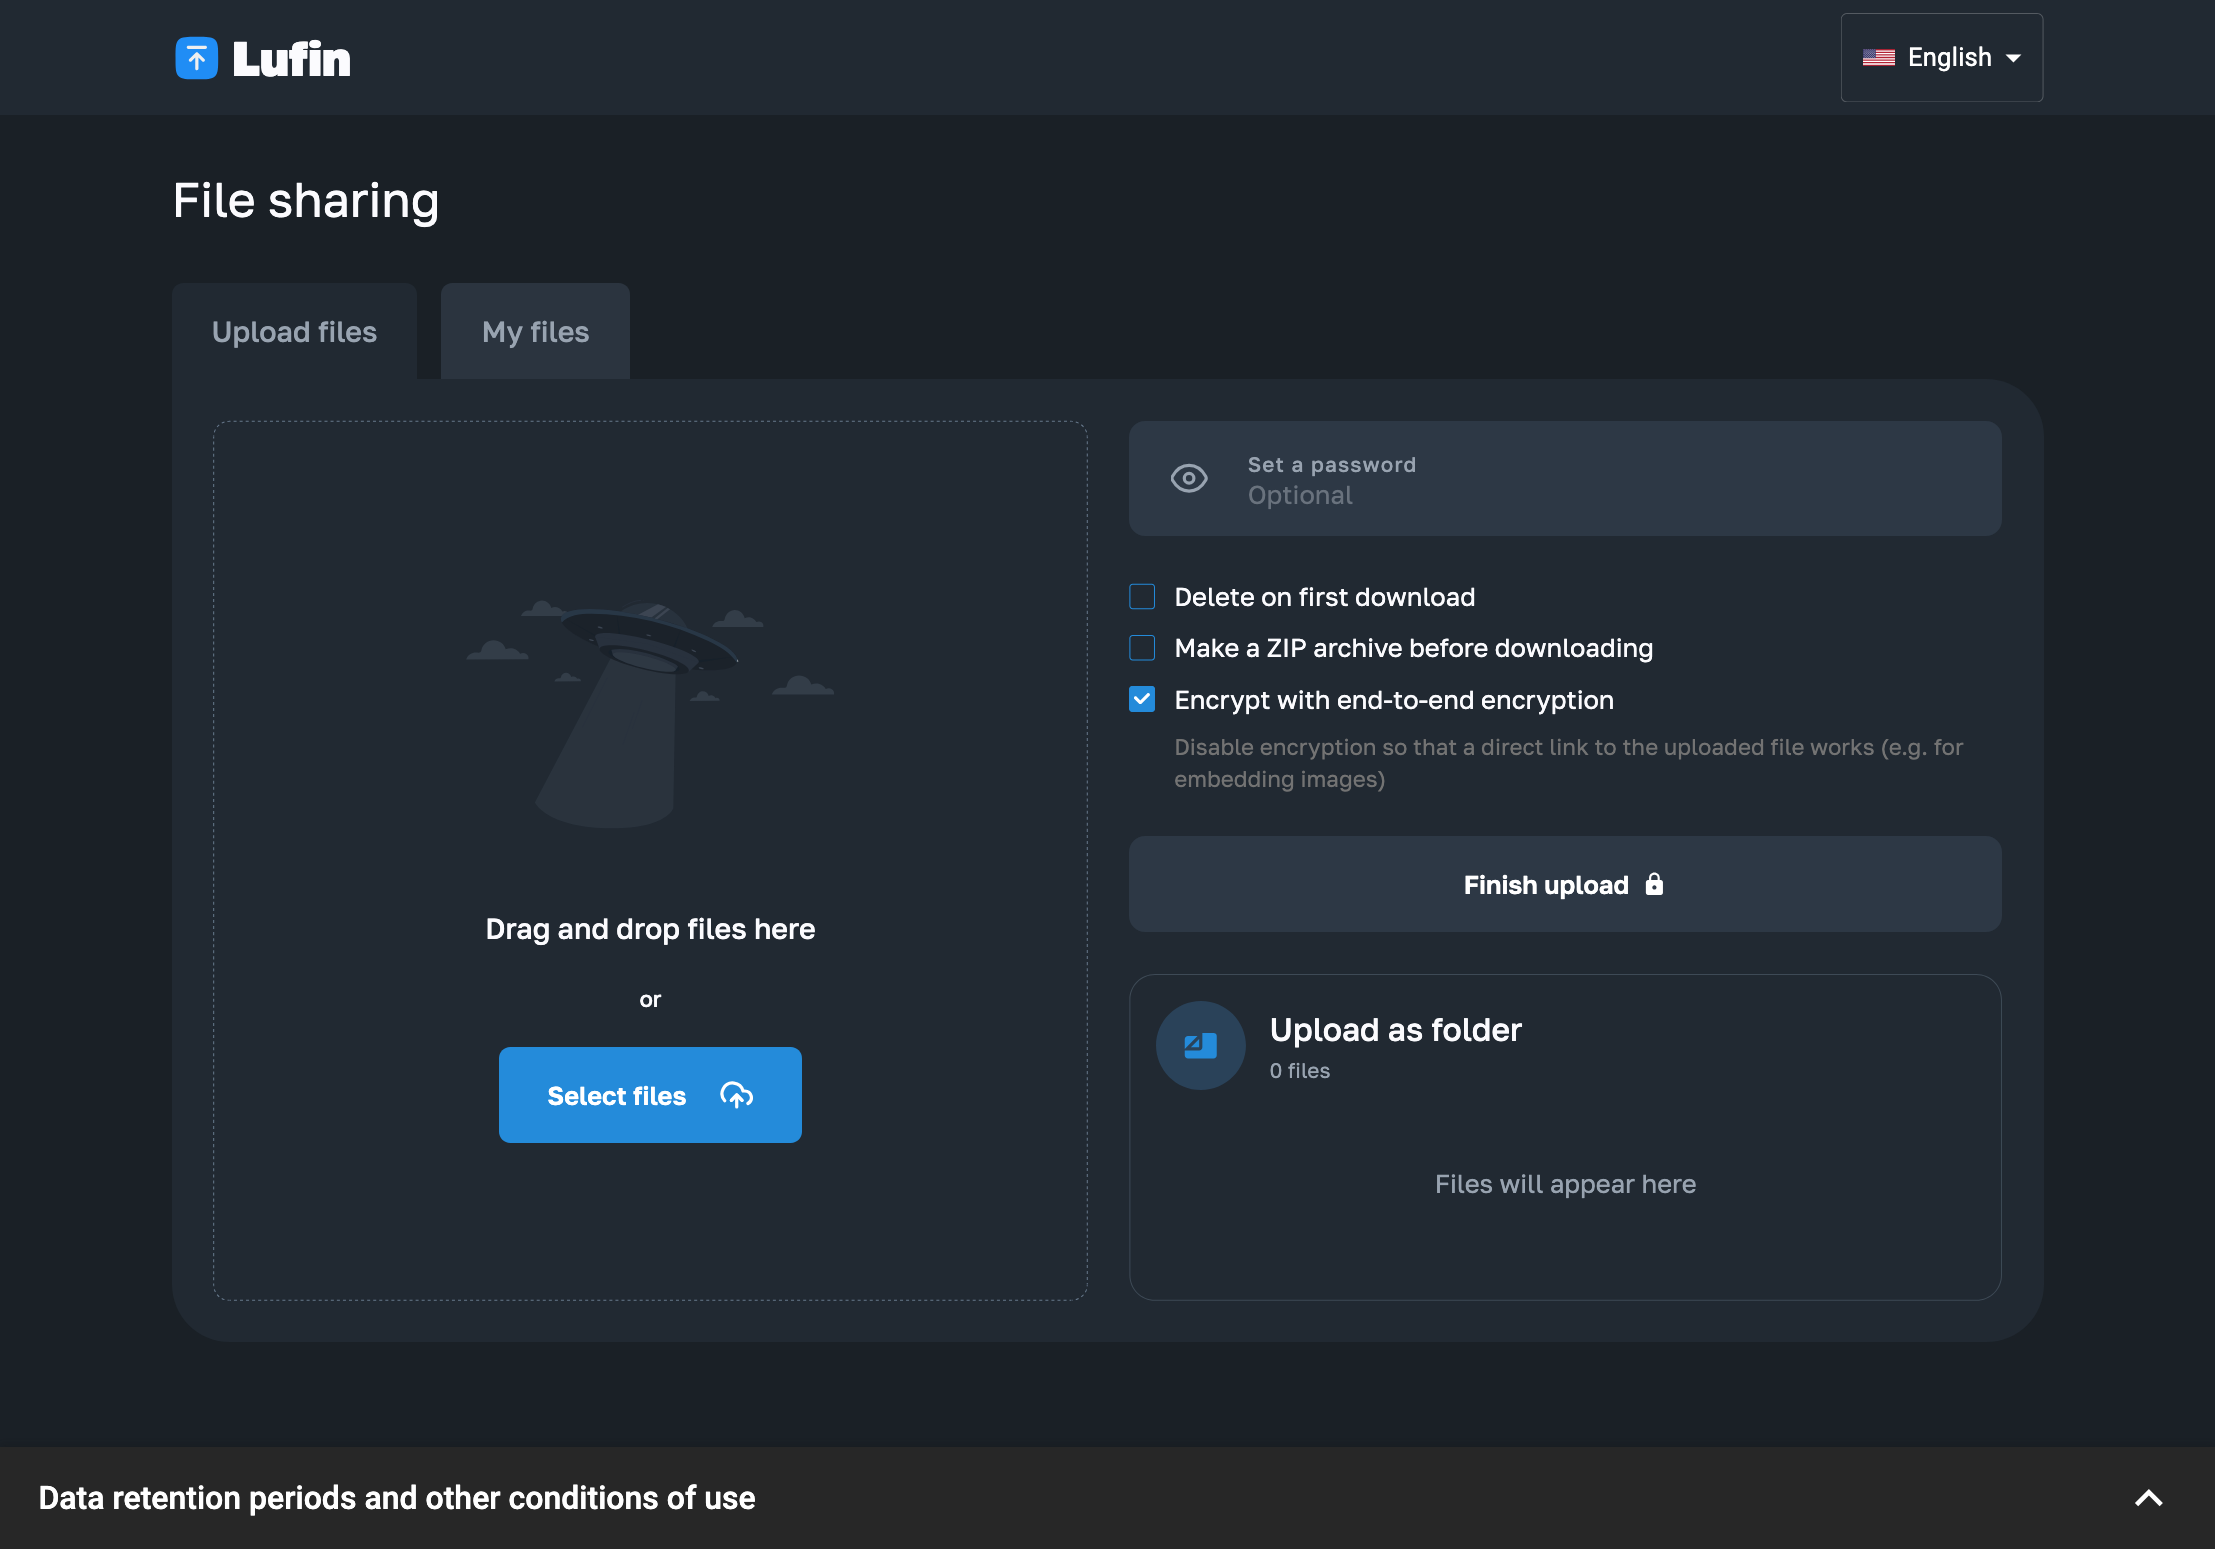 Lufin
English
File sharing
Upload files
My files
Set a password
Optional
Delete on first download
Make a ZIP archive before downloading
Encrypt with end-to-end encryption
Disable encryption so that a direct link to the uploaded file works (e.g. for
embedding images)
Drag and drop files here
or
Select files
Finish upload
Upload as folder
0 files
Files will appear here
Data retention periods and other conditions of use